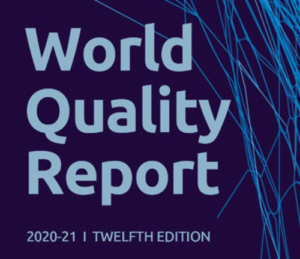 World
Quality
Report
2020-21 I TWELFTH EDITION